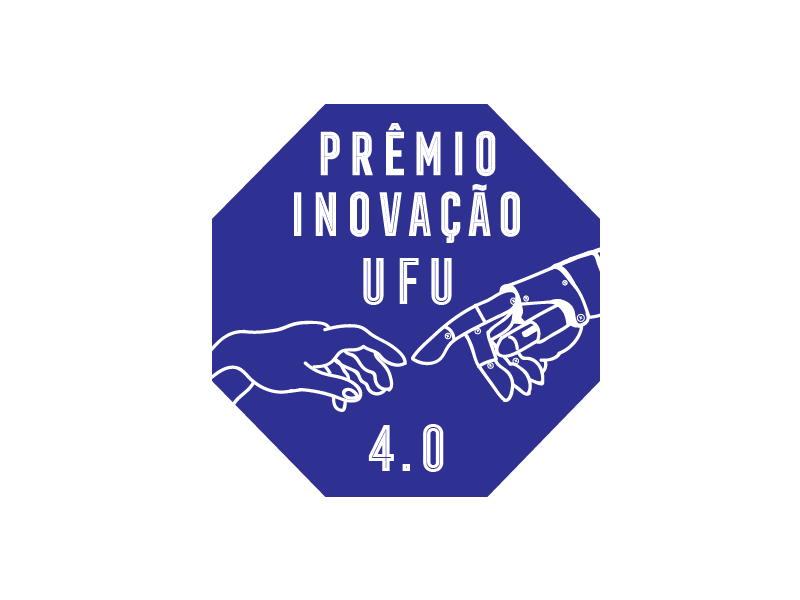 PRÊMIO
INOVAÇÃO
UFU
4.0